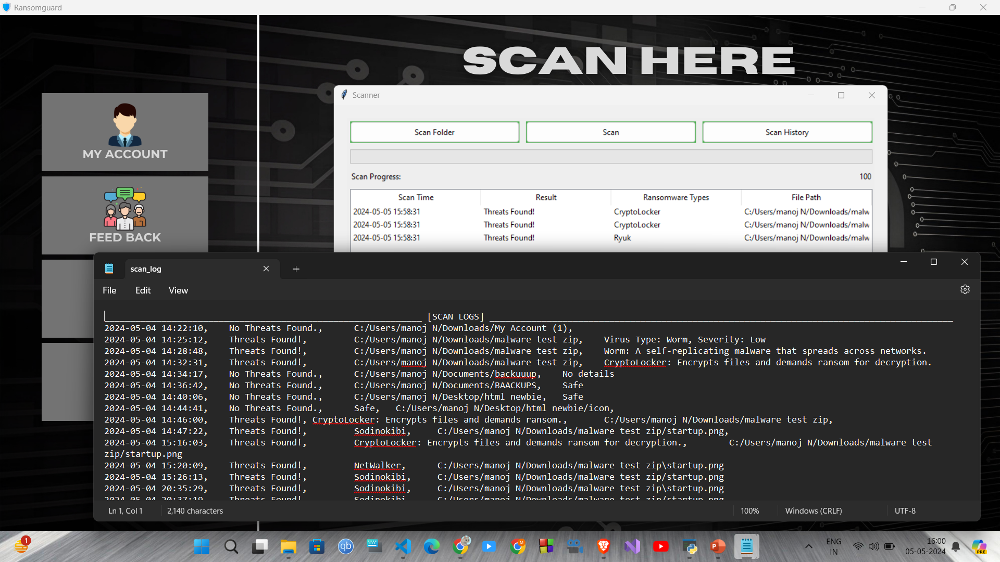 Ransomguard
SCAN HERE
MY ACCOUNT
FEED BACK
Scanner
Scan Folder
Scan
Scan History
Scan Progress:
100
Scan Time Result Ransomware Types File Path
2024-05-05 15:58:31 Threats Found! CryptoLocker C:/Users/manoj N/Downloads/malw
2024-05-05 15:58:31 Threats Found! CryptoLocker C:/Users/manoj N/Downloads/malw
2024-05-05 15:58:31 Threats Found! Ryuk C:/Users/manoj N/Downloads/malw
scan_log
File Edit View
[SCAN LOGS]
2024-05-04 14:22:10, No Threats Found., C:/Users/manoj N/Downloads/My Account (1),
2024-05-04 14:25:12, Threats Found!, C:/Users/manoj N/Downloads/malware test zip, Virus Type: Worm, Severity: Low
2024-05-04 14:28:48, Threats Found!, C:/Users/manoj N/Downloads/malware test zip, Worm: A self-replicating malware that spreads across networks.
2024-05-04 14:32:31, Threats Found!, C:/Users/manoj N/Downloads/malware test zip, CryptoLocker: Encrypts files and demands ransom for decryption.
2024-05-04 14:34:17, No Threats Found., C:/Users/manoj N/Documents/backuuup, No details
2024-05-04 14:36:42, No Threats Found., C:/Users/manoj N/Documents/BAACKUPS, Safe
2024-05-04 14:40:06, No Threats Found., C:/Users/manoj N/Desktop/html newbie, Safe
2024-05-04 14:44:41, No Threats Found., Safe, C:/Users/manoj N/Desktop/html newbie/icon,
2024-05-04 14:46:00, Threats Found!, CryptoLocker: Encrypts files and demands ransom., C:/Users/manoj N/Downloads/malware test zip,
2024-05-04 14:47:22, Threats Found!, Sodinokibi, C:/Users/manoj N/Downloads/malware test zip/startup.png,
2024-05-04 15:16:03, Threats Found!, CryptoLocker: Encrypts files and demands ransom for decryption., C:/Users/manoj N/Downloads/malware test
zip/startup.png
2024-05-04 15:20:09, Threats Found!, NetWalker, C:/Users/manoj N/Downloads/malware test zip\startup.png
2024-05-04 15:26:13, Threats Found!, Sodinokibi, C:/Users/manoj N/Downloads/malware test zip/startup.png
2024-05-04 20:35:29, Threats Found!, Sodinokibi, C:/Users/manoj N/Downloads/malware test zip\startup.png
2024-05-04 20:37:19, Threats Found!, Sodinokibi, C:/Users/manoj N/Downloads/malware test zip\startup.png
Ln 1, Col 1
2,140 characters
100%
Windows (CRLF)
UTF-8
1
qb
M
P
ENG
IN
16:00
05-05-2024
PRE